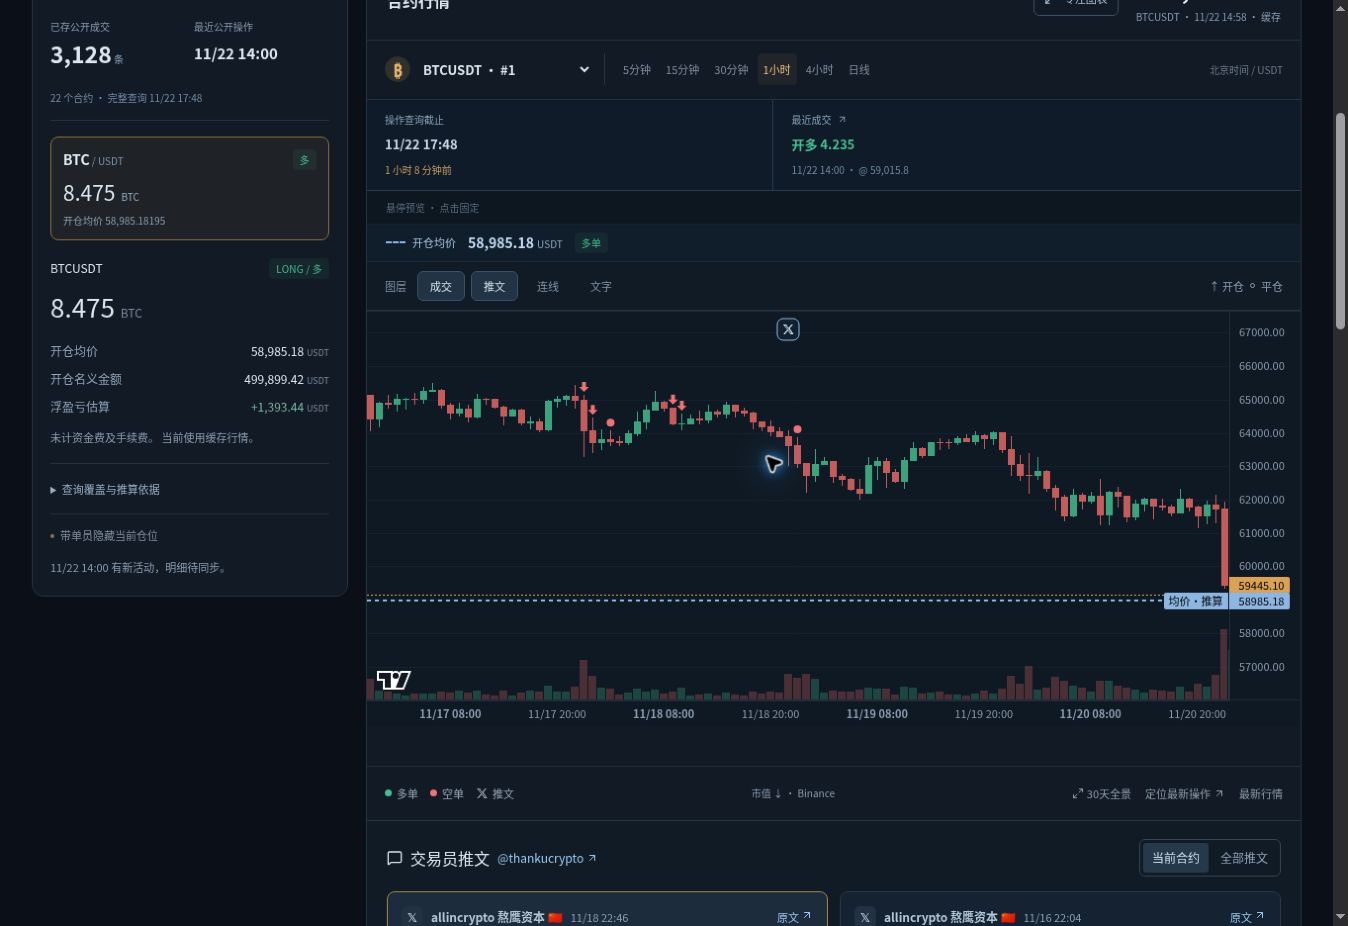 已存公开成交
3,128 条
22 个合约 · 完整查询 11/22 17:48
最近公开操作
11/22 14:00
BTC / USDT
多
8.475 BTC
开仓均价 58,985.18195
BTCUSDT
LONG / 多
8.475 BTC
开仓均价 58,985.18 USDT
开仓名义金额 499,899.42 USDT
浮盈亏估算 +1,393.44 USDT
未计资金费及手续费。 当前使用缓存行情。
▶ 查询覆盖与推算依据
带单员隐藏当前仓位
11/22 14:00 有新活动，明细待同步。
合约行情
专注图表
BTCUSDT · 11/22 14:58 · 缓存
BTCUSDT · #1
5分钟 15分钟 30分钟 1小时 4小时 日线
北京时间 / USDT
操作查询截止
11/22 17:48
1 小时 8 分钟前
最近成交 ↗
开多 4.235
11/22 14:00 · @ 59,015.8
悬停预览 · 点击固定
开仓均价 58,985.18 USDT 多单
图层 成交 推文 连线 文字
↑ 开仓 ○ 平仓
𝕏
67000.00
66000.00
65000.00
64000.00
63000.00
62000.00
61000.00
60000.00
59445.10
均价·推算 58985.18
58000.00
57000.00
11/17 08:00 11/17 20:00 11/18 08:00 11/18 20:00 11/19 08:00 11/19 20:00 11/20 08:00 11/20 20:00
多单 空单 𝕏 推文
市值 ↓ · Binance
30天全景 定位最新操作 ↗ 最新行情
交易员推文 @thankucrypto ↗
当前合约 全部推文
𝕏 allincrypto 熬鹰资本 🇨🇳 11/18 22:46 原文 ↗
𝕏 allincrypto 熬鹰资本 🇨🇳 11/16 22:04 原文 ↗